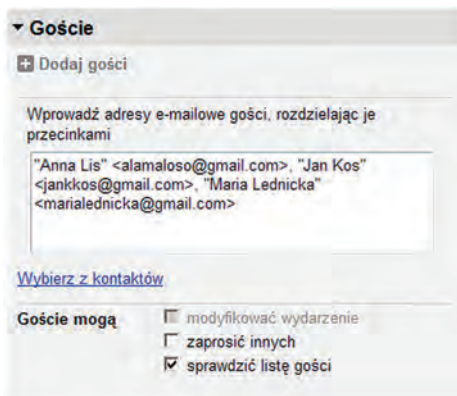 Goście
Dodaj gości
Wprowadź adresy e-mailowe gości, rozdzielając je
przecinkami
"Anna Lis" <alamaloso@gmail.com>, "Jan Kos"
<jankkos@gmail.com>, "Maria Lednicka"
<marialednicka@gmail.com>
Wybierz z kontaktów
Goście mogą modyfikować wydarzenie
zaprosić innych
sprawdzić listę gości